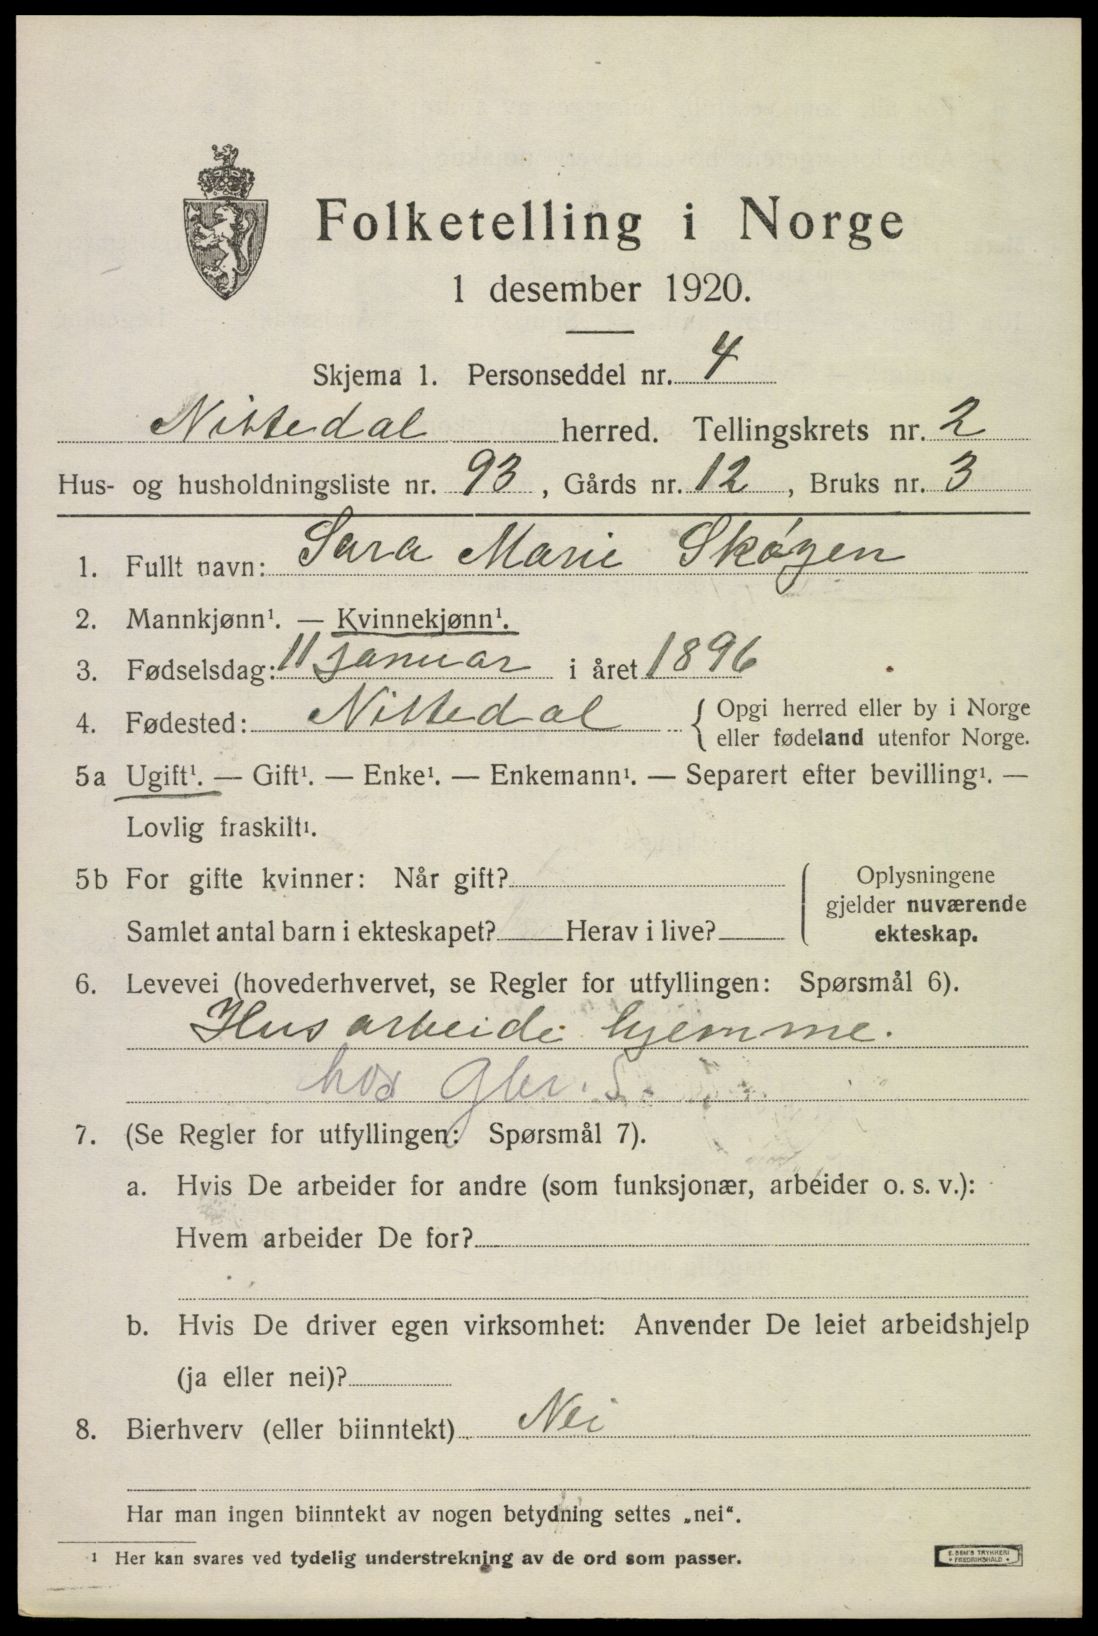 Folketelling i Norge
1 desember 1920.
Skjema 1. Personseddel nr. 4
Nittedal herred. Tellingskrets nr. 2
Hus- og husholdningsliste nr. 93, Gårds nr. 12, Bruks nr. 3
1. Fullt navn: Sara Marie Skøgen
2. Mannkjønn¹. — Kvinnekjønn¹.
3. Fødselsdag: 11 januar i året 1896
4. Fødested: Nittedal { Opgi herred eller by i Norge
eller fødeland utenfor Norge.
5a Ugift¹. — Gift¹. — Enke¹. — Enkemann¹. — Separert efter bevilling¹. —
Lovlig fraskilt¹.
5b For gifte kvinner: Når gift?
Samlet antal barn i ekteskapet? Herav i live?
Oplysningene
gjelder nuværende
ekteskap.
6. Levevei (hovederhvervet, se Regler for utfyllingen: Spørsmål 6).
Husarbeide hjemme.
hos Gbr. S.
7. (Se Regler for utfyllingen: Spørsmål 7).
a. Hvis De arbeider for andre (som funksjonær, arbeider o. s. v.):
Hvem arbeider De for?
b. Hvis De driver egen virksomhet: Anvender De leiet arbeidshjelp
(ja eller nei)?
8. Bierhverv (eller biinntekt) Nei
Har man ingen biinntekt av nogen betydning settes „nei“.
¹ Her kan svares ved tydelig understrekning av de ord som passer.
E. SEM'S TRYKKERI
• FREDRIKSHALD •